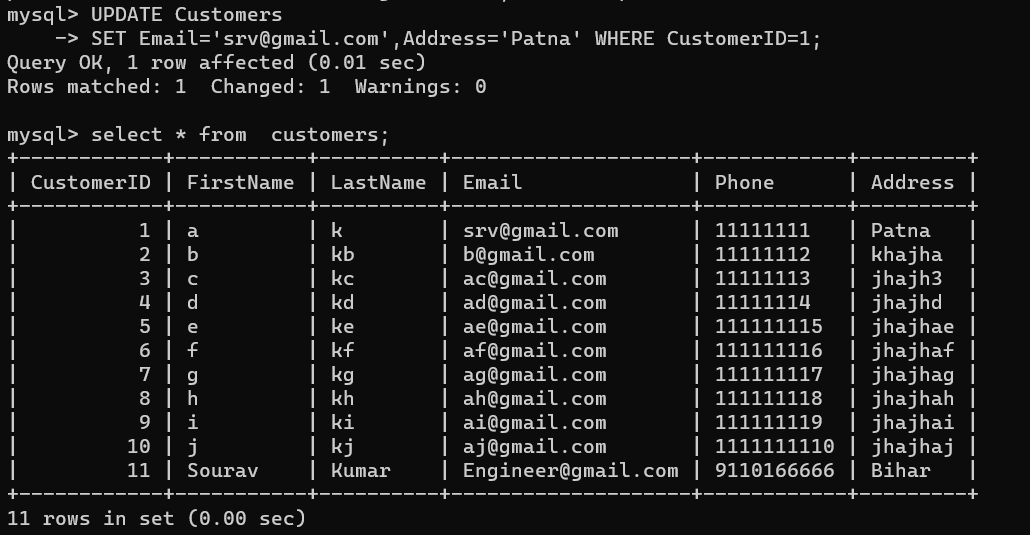 mysql> UPDATE Customers
    -> SET Email='srv@gmail.com',Address='Patna' WHERE CustomerID=1;
Query OK, 1 row affected (0.01 sec)
Rows matched: 1  Changed: 1  Warnings: 0

mysql> select * from  customers;
+------------+-----------+----------+--------------------+------------+---------+
| CustomerID | FirstName | LastName | Email              | Phone      | Address |
+------------+-----------+----------+--------------------+------------+---------+
|          1 | a         | k        | srv@gmail.com      | 11111111   | Patna   |
|          2 | b         | kb       | b@gmail.com        | 11111112   | khajha  |
|          3 | c         | kc       | ac@gmail.com       | 11111113   | jhajh3  |
|          4 | d         | kd       | ad@gmail.com       | 11111114   | jhajhd  |
|          5 | e         | ke       | ae@gmail.com       | 111111115  | jhajhae |
|          6 | f         | kf       | af@gmail.com       | 111111116  | jhajhaf |
|          7 | g         | kg       | ag@gmail.com       | 111111117  | jhajhag |
|          8 | h         | kh       | ah@gmail.com       | 111111118  | jhajhah |
|          9 | i         | ki       | ai@gmail.com       | 111111119  | jhajhai |
|         10 | j         | kj       | aj@gmail.com       | 1111111110 | jhajhaj |
|         11 | Sourav    | Kumar    | Engineer@gmail.com | 9110166666 | Bihar   |
+------------+-----------+----------+--------------------+------------+---------+
11 rows in set (0.00 sec)